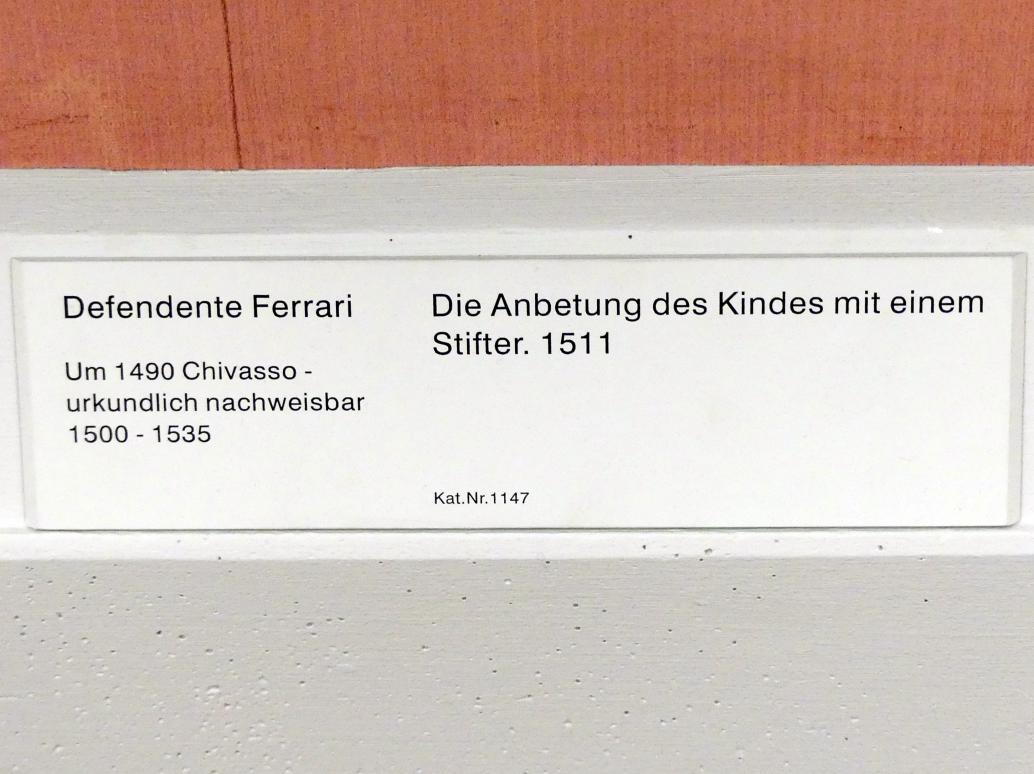 Defendente Ferrari
Um 1490 Chivasso -
urkundlich nachweisbar
1500 - 1535
Die Anbetung des Kindes mit einem
Stifter. 1511
Kat.Nr.1147